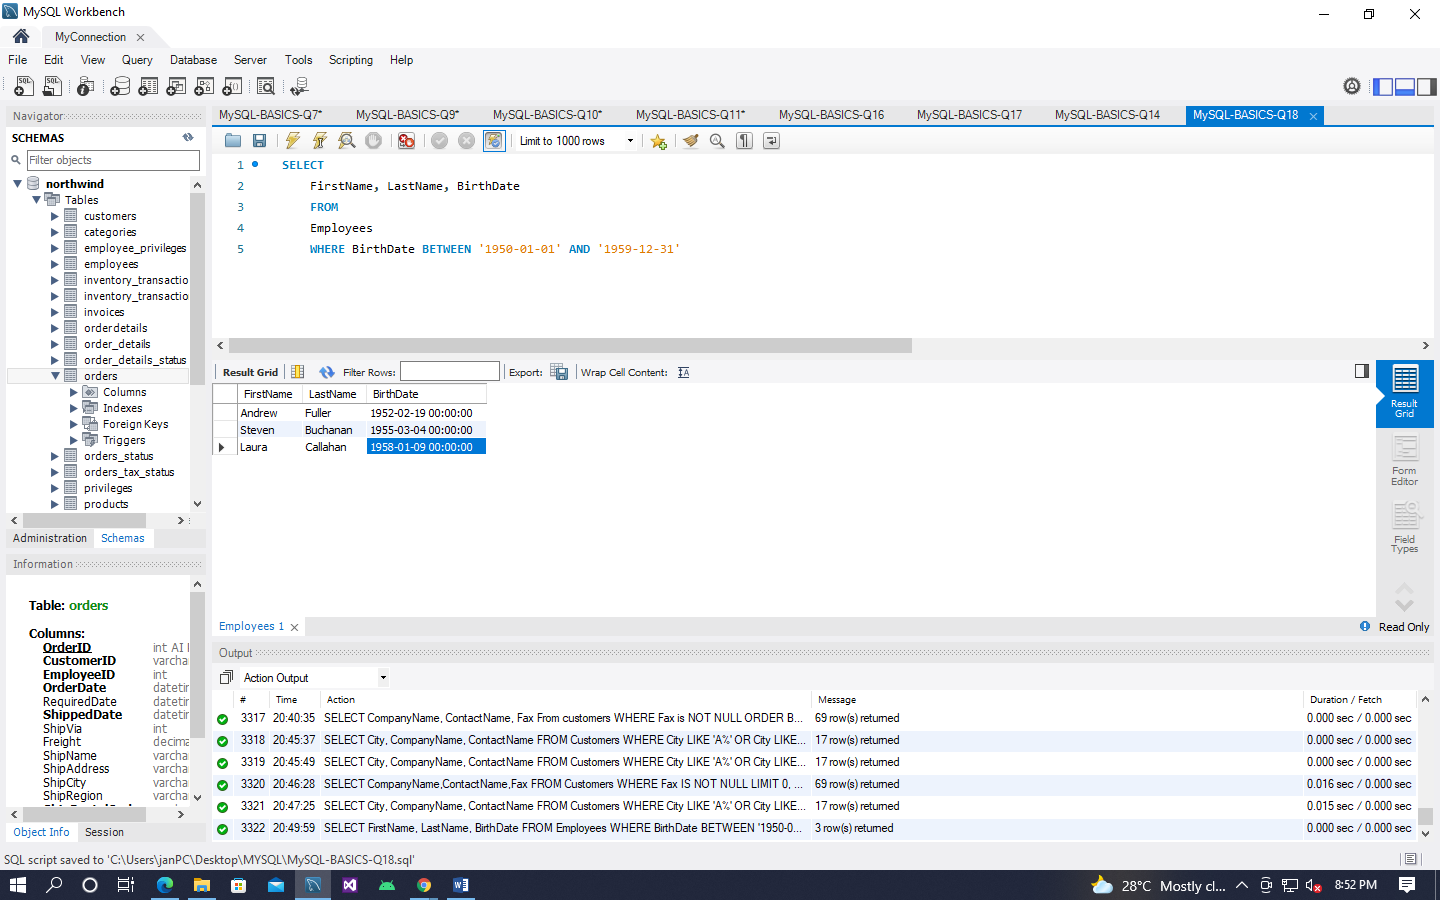 MySQL Workbench
MyConnection
File Edit View Query Database Server Tools Scripting Help
Navigator
SCHEMAS
Filter objects
northwind
Tables
customers
categories
employee_privileges
employees
inventory_transactio
inventory_transactio
invoices
orderdetails
order_details
order_details_status
orders
Columns
Indexes
Foreign Keys
Triggers
orders_status
orders_tax_status
privileges
products
Administration Schemas
Information
Table: orders
Columns:
OrderID int AI
CustomerID varcha
EmployeeID int
OrderDate datetin
RequiredDate datetin
ShippedDate datetin
ShipVia int
Freight decima
ShipName varcha
ShipAddress varcha
ShipCity varcha
ShipRegion varcha
Object Info Session
MySQL-BASICS-Q7* MySQL-BASICS-Q9* MySQL-BASICS-Q10* MySQL-BASICS-Q11* MySQL-BASICS-Q16 MySQL-BASICS-Q17 MySQL-BASICS-Q14 MySQL-BASICS-Q18
Limit to 1000 rows
1 SELECT
2 FirstName, LastName, BirthDate
3 FROM
4 Employees
5 WHERE BirthDate BETWEEN '1950-01-01' AND '1959-12-31'
Result Grid Filter Rows: Export: Wrap Cell Content:
FirstName LastName BirthDate
Andrew Fuller 1952-02-19 00:00:00
Steven Buchanan 1955-03-04 00:00:00
Laura Callahan 1958-01-09 00:00:00
Result
Grid
Form
Editor
Field
Types
Employees 1
Read Only
Output
Action Output
# Time Action Message Duration / Fetch
3317 20:40:35 SELECT CompanyName, ContactName, Fax From customers WHERE Fax is NOT NULL ORDER B... 69 row(s) returned 0.000 sec / 0.000 sec
3318 20:45:37 SELECT City, CompanyName, ContactName FROM Customers WHERE City LIKE 'A%' OR City LIKE... 17 row(s) returned 0.000 sec / 0.000 sec
3319 20:45:49 SELECT City, CompanyName, ContactName FROM Customers WHERE City LIKE 'A%' OR City LIKE... 17 row(s) returned 0.000 sec / 0.000 sec
3320 20:46:28 SELECT CompanyName,ContactName,Fax FROM Customers WHERE Fax IS NOT NULL LIMIT 0, ... 69 row(s) returned 0.016 sec / 0.000 sec
3321 20:47:25 SELECT City, CompanyName, ContactName FROM Customers WHERE City LIKE 'A%' OR City LIKE... 17 row(s) returned 0.015 sec / 0.000 sec
3322 20:49:59 SELECT FirstName, LastName, BirthDate FROM Employees WHERE BirthDate BETWEEN '1950-0... 3 row(s) returned 0.000 sec / 0.000 sec
SQL script saved to 'C:\Users\janPC\Desktop\MYSQL\MySQL-BASICS-Q18.sql'
28°C Mostly cl... 8:52 PM